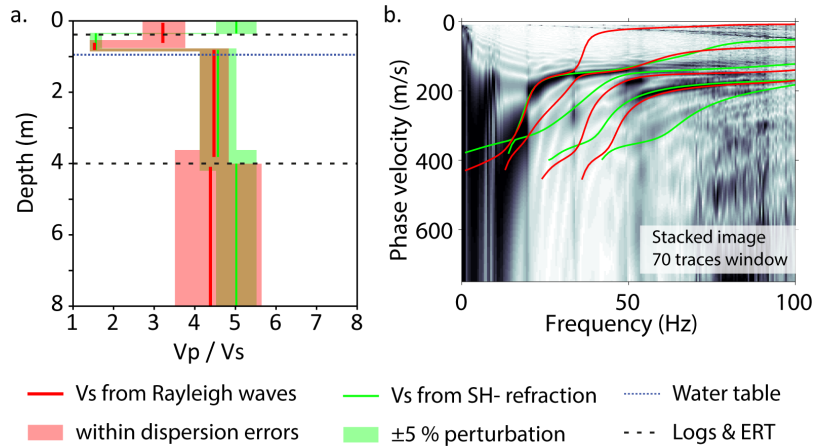 a.
b.
0
2
4
6
8
Depth (m)
1 2 3 4 5 6 7 8
Vp / Vs
200
400
600
Phase velocity (m/s)
Stacked image
70 traces window
0 50 100
Frequency (Hz)
Vs from Rayleigh waves
Vs from SH- refraction
Water table
within dispersion errors
±5 % perturbation
Logs & ERT